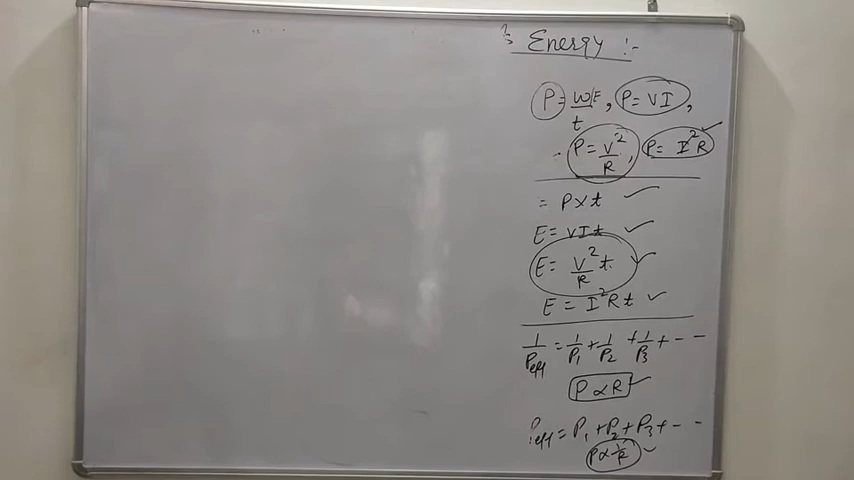 Energy :-
P = W/E / t, P = VI,
P = V²/R, P = I²R
= P×t
E = VIt
E = V²/R t
E = I²Rt
1/Peff = 1/P₁ + 1/P₂ + 1/P₃ + - -
P ∝ R
Peff = P₁ + P₂ + P₃ + - -
P ∝ 1/R